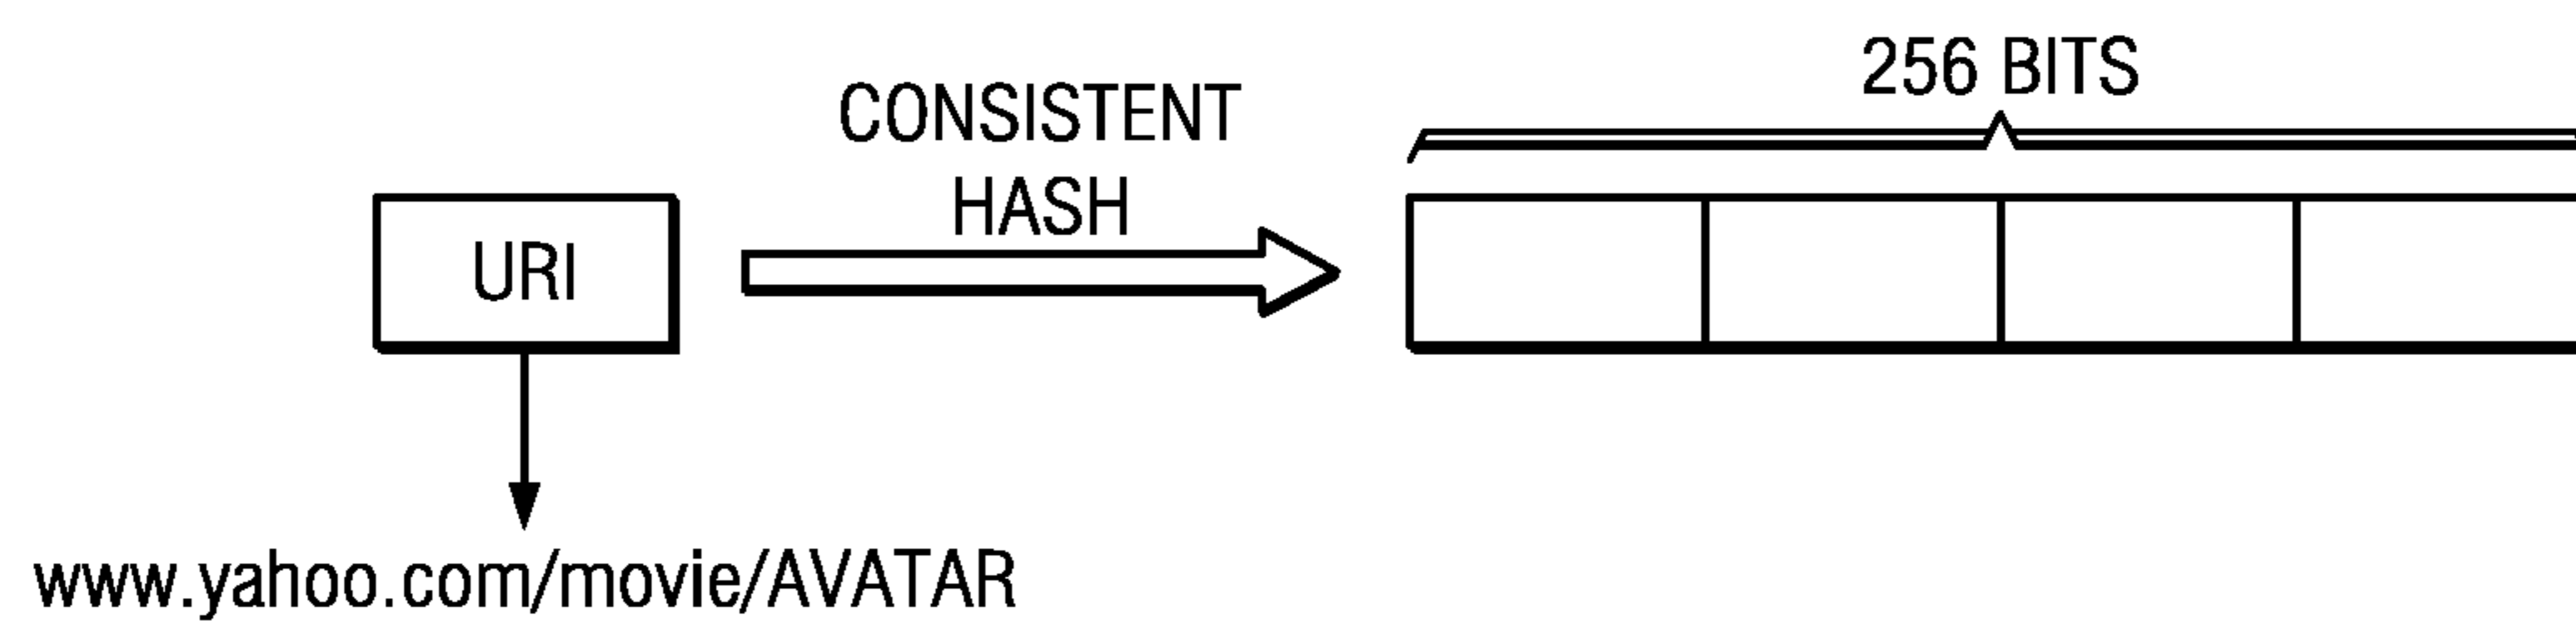 256 BITS
CONSISTENT
HASH
URI
www.yahoo.com/movie/AVATAR